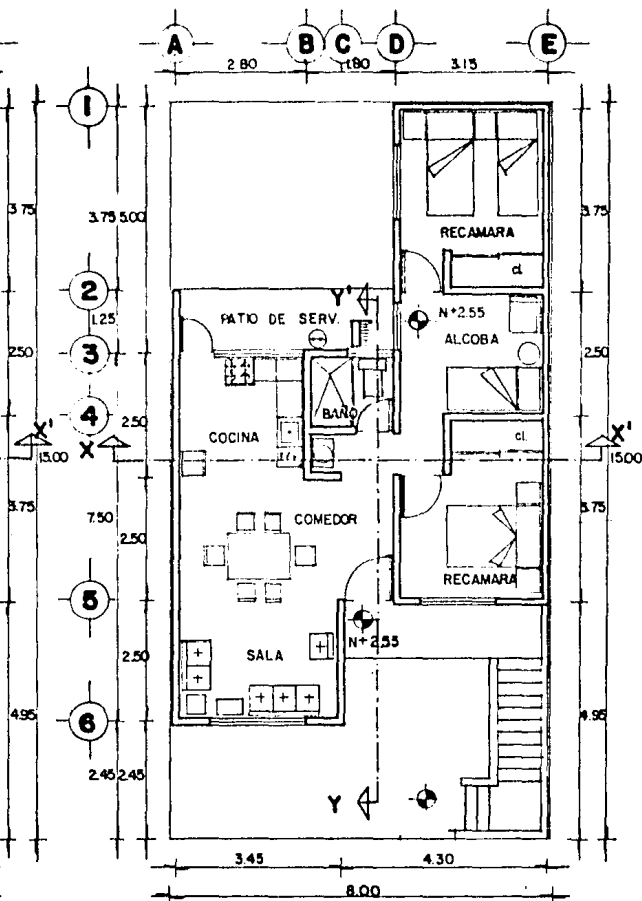 A B C D E
2.80 1.80 3.15
1
3.75 3.75 5.00 3.75
RECAMARA
cl.
2
Y'
N+2.55
1.25
PATIO DE SERV.
ALCOBA
3
2.50 2.50
BAÑO
4
2.50
X' X COCINA cl. X'
15.00 15.00
3.75 3.75
7.50
COMEDOR
2.50
RECAMARA
5
N+2.55
SALA
2.50
4.95 4.95
6
2.45 2.45
Y
3.45 4.30
8.00